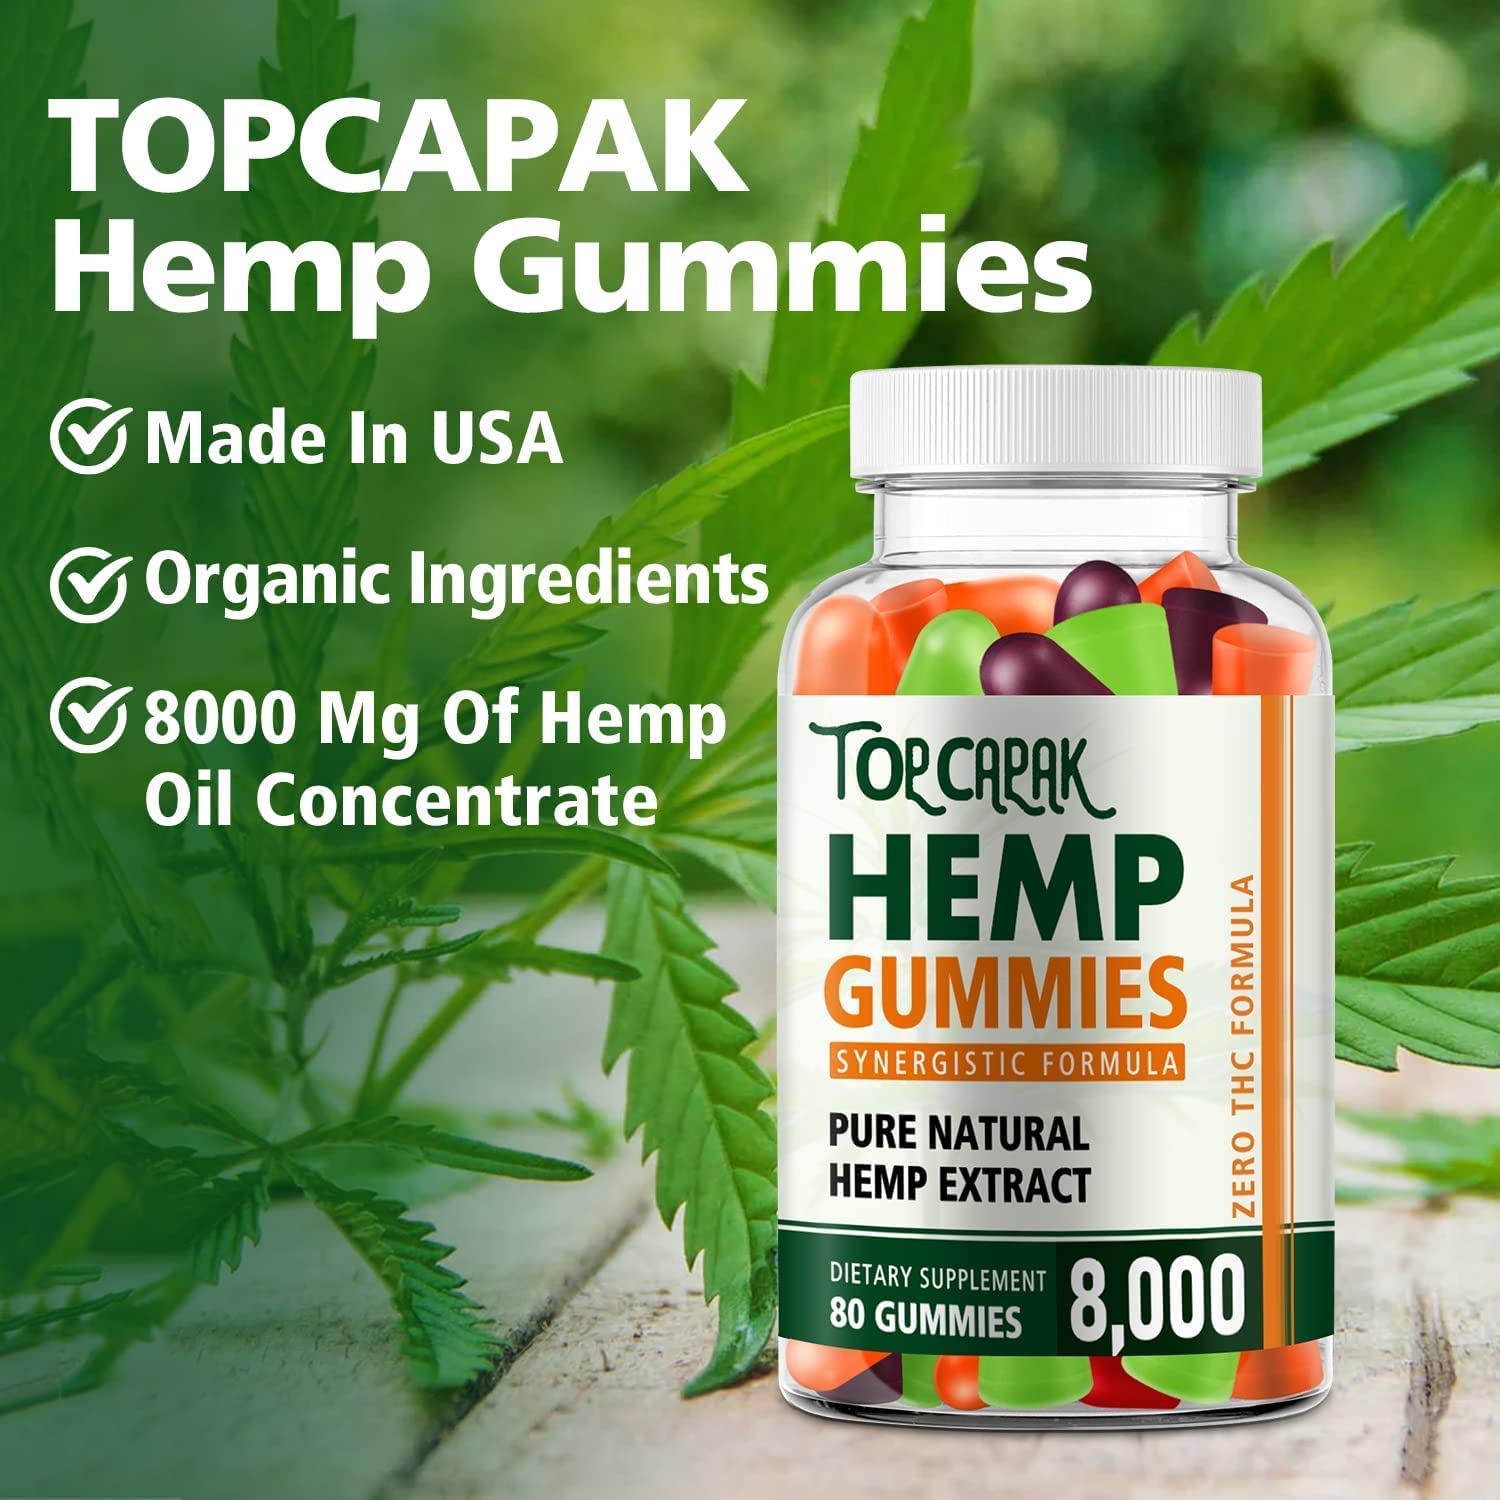 TOPCAPAK
Hemp Gummies
Made In USA
Organic Ingredients
8000 Mg Of Hemp
Oil Concentrate
TOPCAPAK
HEMP
GUMMIES
SYNERGISTIC FORMULA
PURE NATURAL
HEMP EXTRACT
ZERO THC FORMULA
DIETARY SUPPLEMENT
80 GUMMIES
8,000